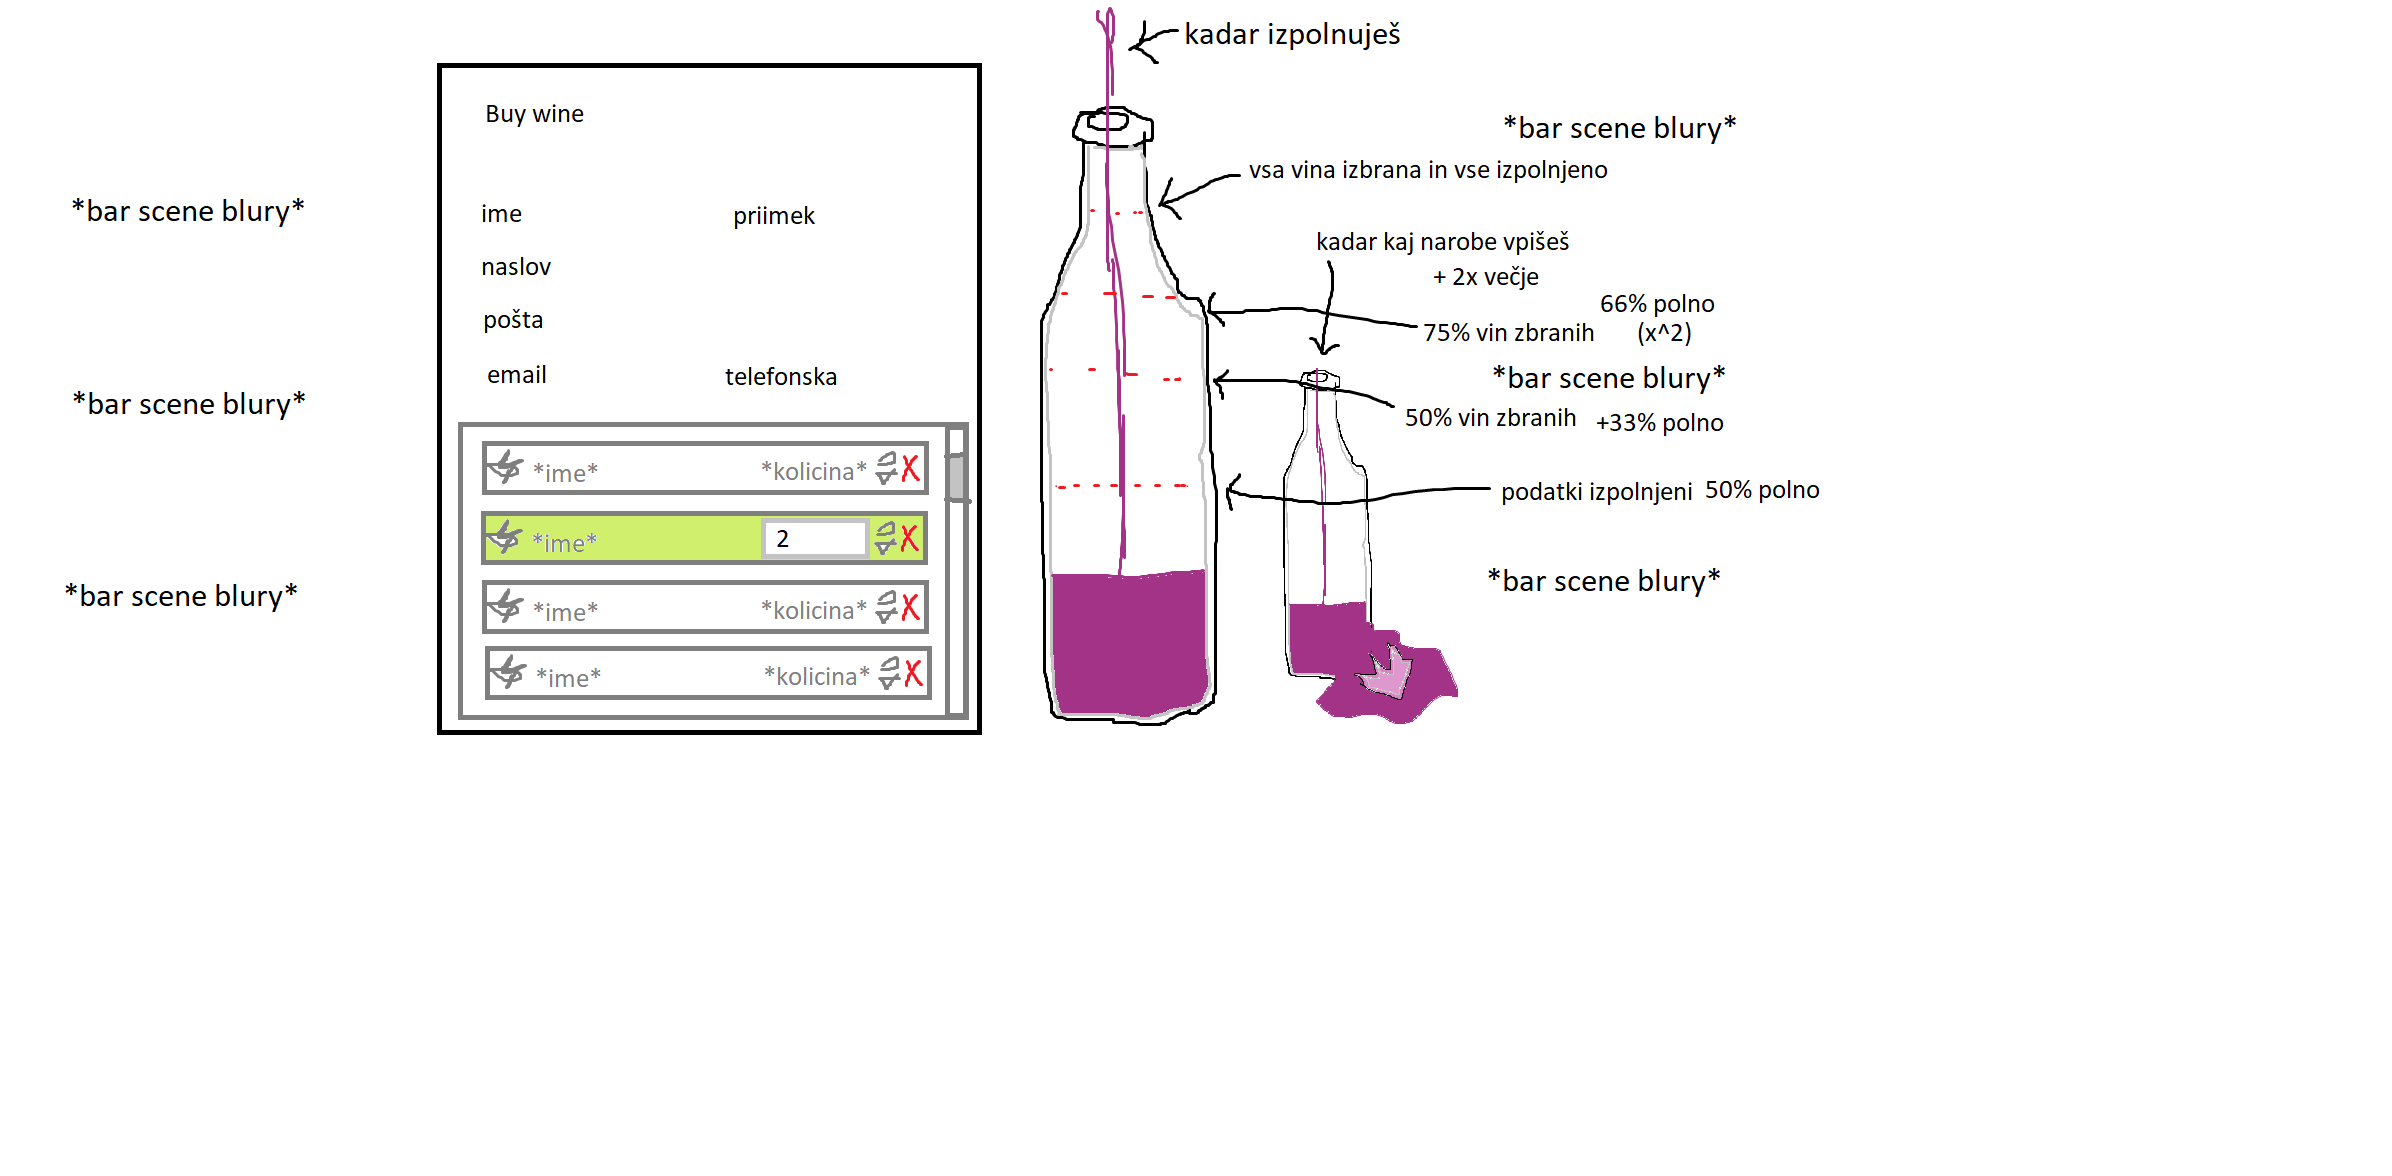 kadar izpolnuješ
Buy wine
*bar scene blury*
vsa vina izbrana in vse izpolnjeno
*bar scene blury*
ime priimek
kadar kaj narobe vpišeš
+ 2x večje
naslov
66% polno
pošta
75% vin zbranih (x^2)
email telefonska
*bar scene blury*
*bar scene blury*
50% vin zbranih +33% polno
*ime* *kolicina* X
podatki izpolnjeni 50% polno
*ime* 2 X
*bar scene blury*
*bar scene blury*
*ime* *kolicina* X
*ime* *kolicina* X